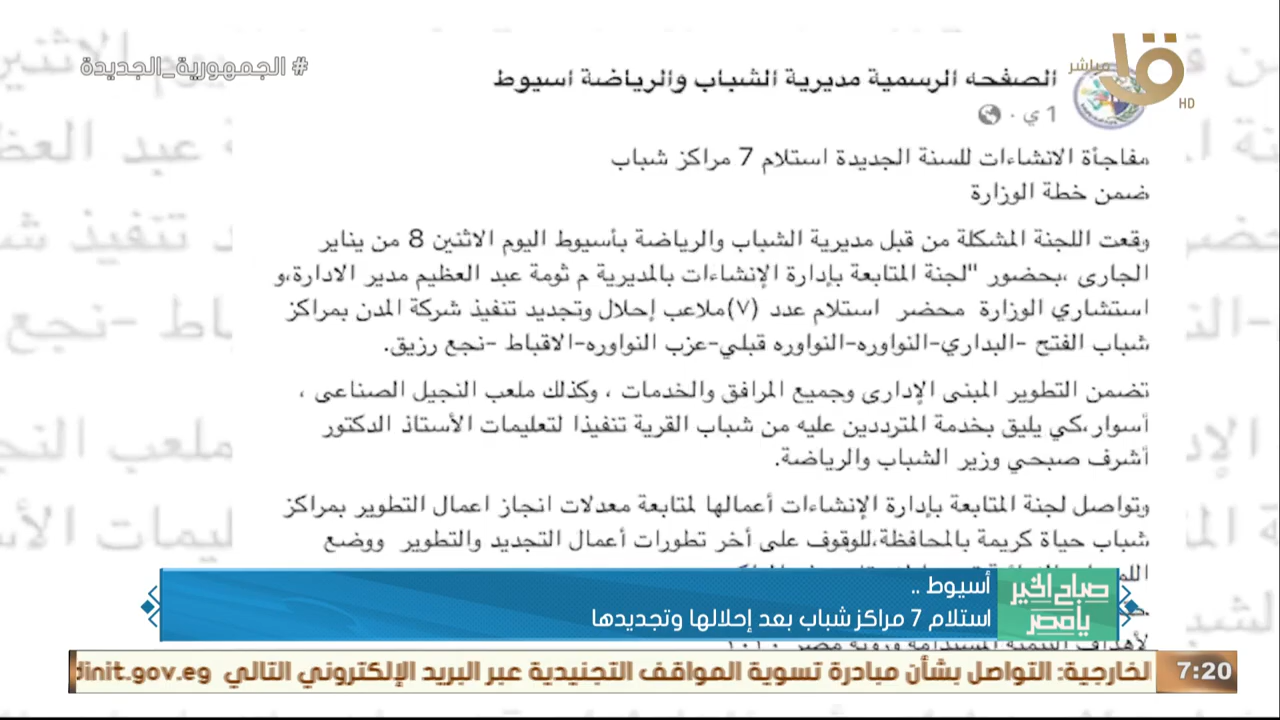 # الجمهورية_الجديدة
مباشر
HD
الصفحه الرسمية مديرية الشباب والرياضة اسيوط
1 ي ·
مفاجأة الانشاءات للسنة الجديدة استلام 7 مراكز شباب
ضمن خطة الوزارة
وقعت اللجنة المشكلة من قبل مديرية الشباب والرياضة بأسيوط اليوم الاثنين 8 من يناير
الجارى ،بحضور "لجنة المتابعة بإدارة الإنشاءات بالمديرية م ثومة عبد العظيم مدير الادارة،و
استشاري الوزارة محضر استلام عدد (٧)ملاعب إحلال وتجديد تنفيذ شركة المدن بمراكز
شباب الفتح -البداري-النواوره-النواوره قبلي-عزب النواوره-الاقباط -نجع رزيق.
تضمن التطوير المبنى الإدارى وجميع المرافق والخدمات ، وكذلك ملعب النجيل الصناعى ،
أسوار،كي يليق بخدمة المترددين عليه من شباب القرية تنفيذا لتعليمات الأستاذ الدكتور
أشرف صبحي وزير الشباب والرياضة.
وتواصل لجنة المتابعة بإدارة الإنشاءات أعمالها لمتابعة معدلات انجاز اعمال التطوير بمراكز
شباب حياة كريمة بالمحافظة،للوقوف على أخر تطورات أعمال التجديد والتطوير ووضع
صباح الخير
يا مصر
أسيوط ..
استلام 7 مراكز شباب بعد إحلالها وتجديدها
7:20
الخارجية: التواصل بشأن مبادرة تسوية المواقف التجنيدية عبر البريد الإلكتروني التالي dinit.gov.eg